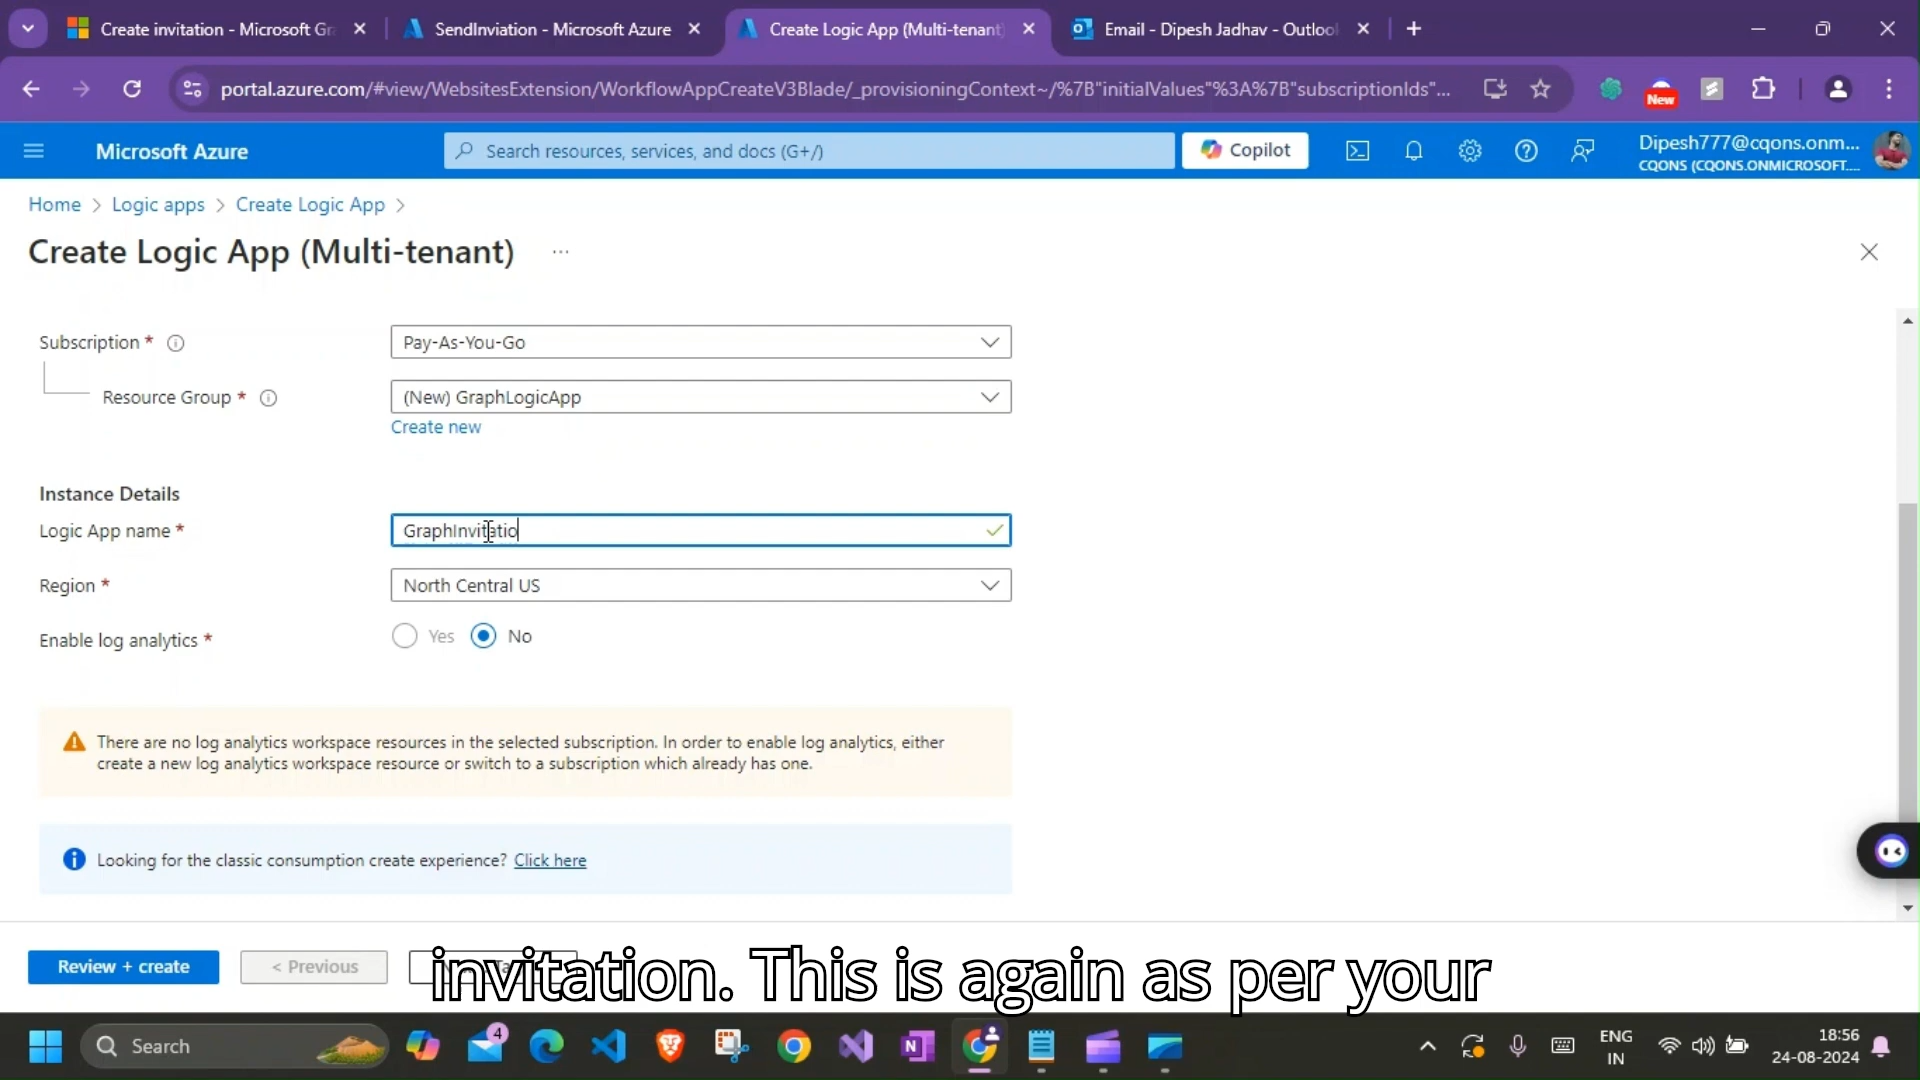 Create invitation - Microsoft Gr
SendInviation - Microsoft Azure
Create Logic App (Multi-tenant)
Email - Dipesh Jadhav - Outlook
portal.azure.com/#view/WebsitesExtension/WorkflowAppCreateV3Blade/_provisioningContext~/%7B"initialValues"%3A%7B"subscriptionIds"...
New
Microsoft Azure
Search resources, services, and docs (G+/)
Copilot
Dipesh777@cqons.onm...
CQONS (CQONS.ONMICROSOFT....
Home > Logic apps > Create Logic App >
Create Logic App (Multi-tenant) ...
Subscription *
Pay-As-You-Go
Resource Group *
(New) GraphLogicApp
Create new
Instance Details
Logic App name *
GraphInvitatio
Region *
North Central US
Enable log analytics *
Yes
No
There are no log analytics workspace resources in the selected subscription. In order to enable log analytics, either
create a new log analytics workspace resource or switch to a subscription which already has one.
Looking for the classic consumption create experience? Click here
Review + create
< Previous
invitation. This is again as per your
Search
4
ENG
IN
18:56
24-08-2024